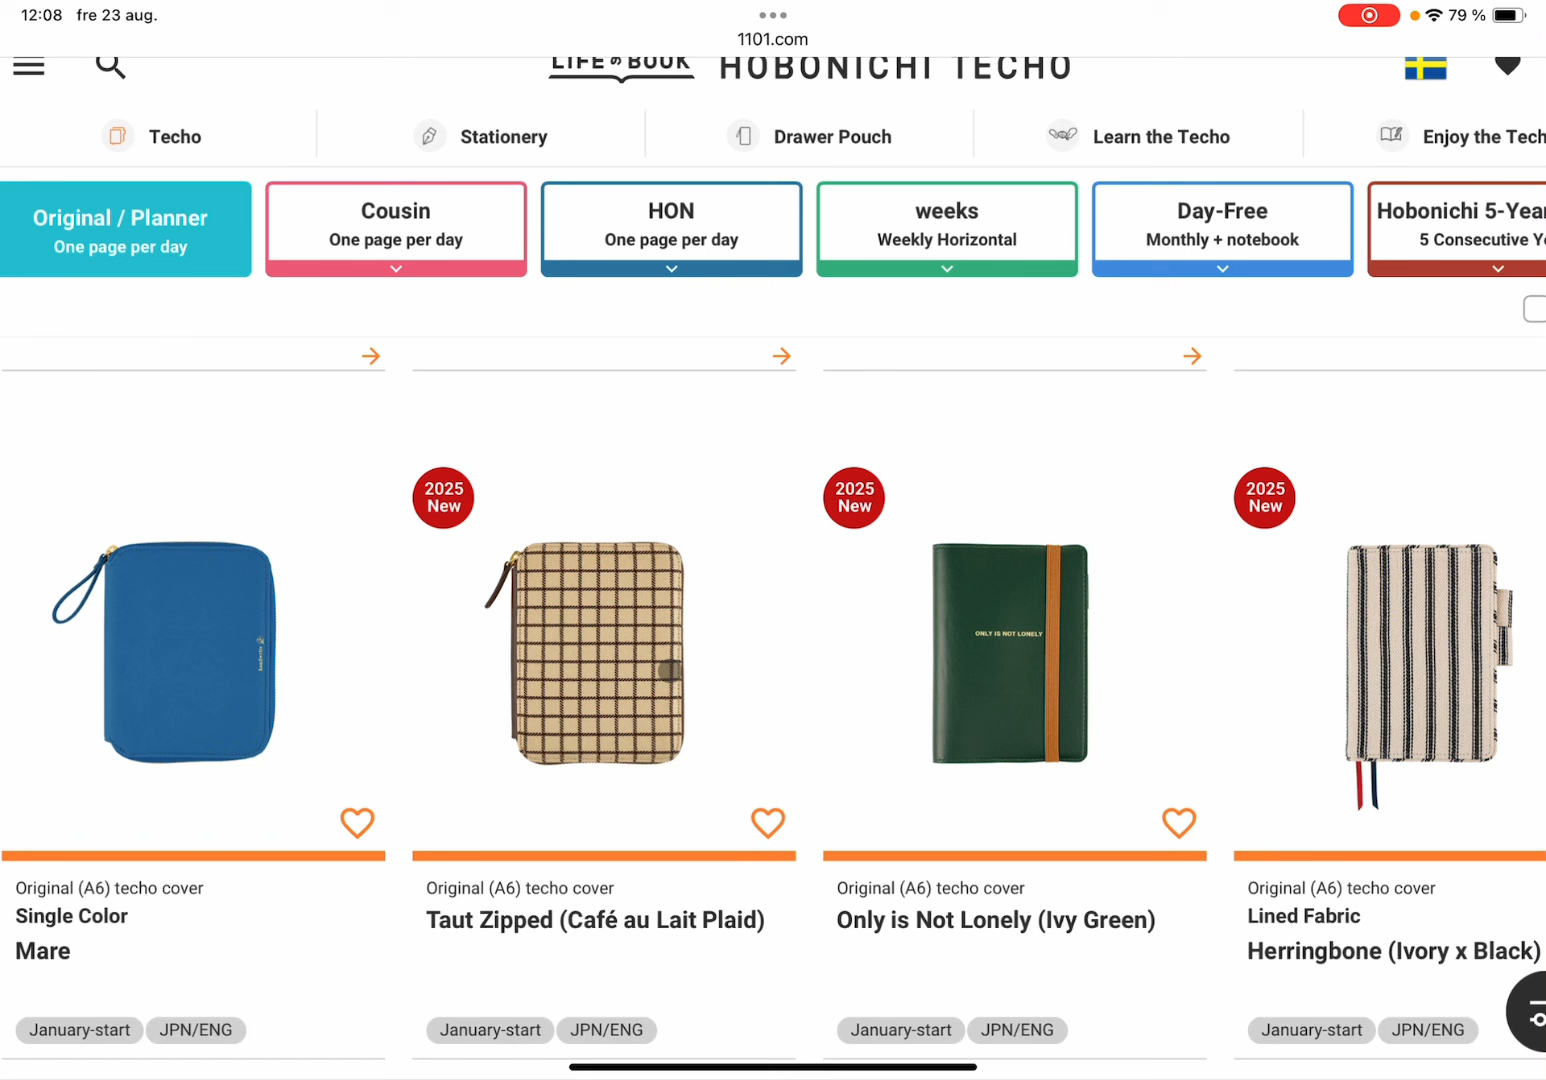 12:08 fre 23 aug.
79 %
1101.com
LIFE の BOOK
HOBONICHI TECHO
Techo
Stationery
Drawer Pouch
Learn the Techo
Enjoy the Tech
Original / Planner
One page per day
Cousin
One page per day
HON
One page per day
weeks
Weekly Horizontal
Day-Free
Monthly + notebook
Hobonichi 5-Year
5 Consecutive Ye
2025
New
2025
New
2025
New
ONLY IS NOT LONELY
Original (A6) techo cover
Single Color
Mare
January-start
JPN/ENG
Original (A6) techo cover
Taut Zipped (Café au Lait Plaid)
January-start
JPN/ENG
Original (A6) techo cover
Only is Not Lonely (Ivy Green)
January-start
JPN/ENG
Original (A6) techo cover
Lined Fabric
Herringbone (Ivory x Black)
January-start
JPN/ENG